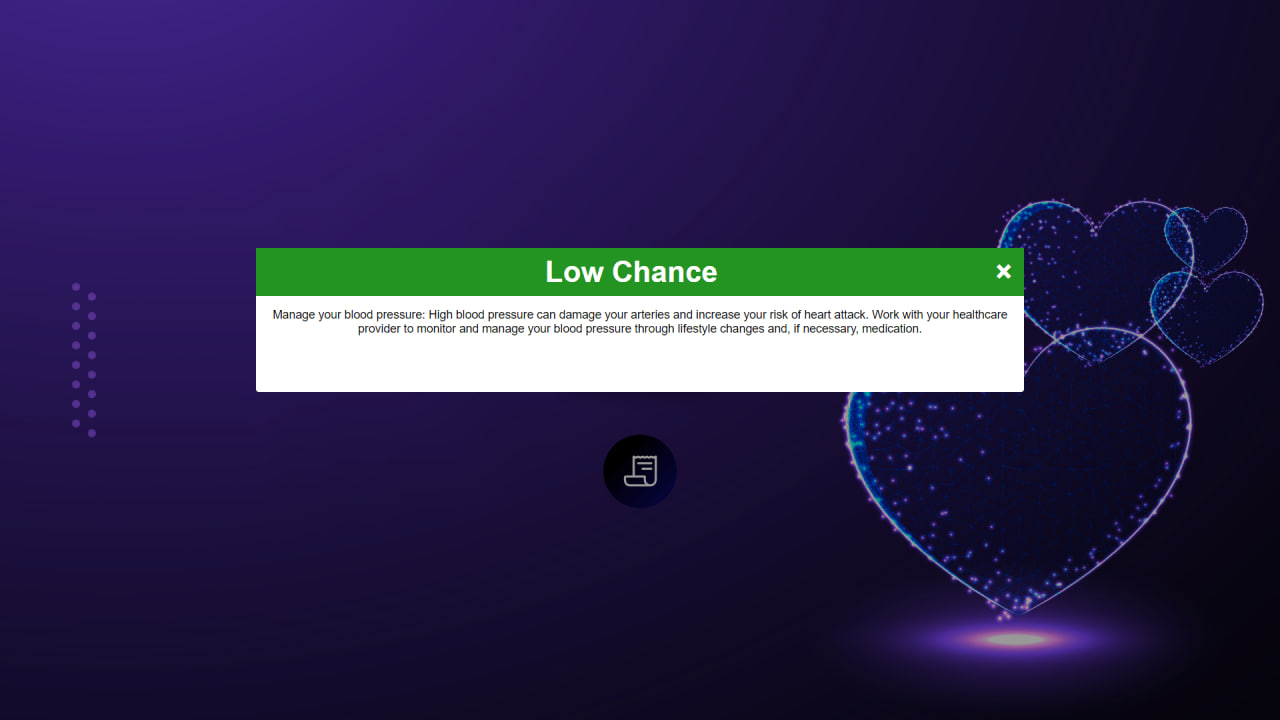 Low Chance
Manage your blood pressure: High blood pressure can damage your arteries and increase your risk of heart attack. Work with your healthcare
provider to monitor and manage your blood pressure through lifestyle changes and, if necessary, medication.